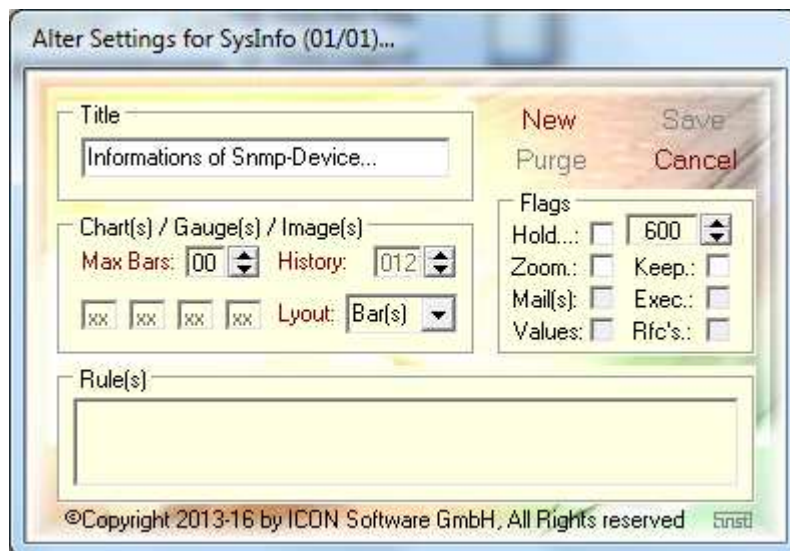 Alter Settings for SysInfo (01/01)...
Title
Informations of Snmp-Device...
New Save
Purge Cancel
Chart(s) / Gauge(s) / Image(s)
Max Bars: 00 History: 012
xx xx xx xx Lyout: Bar(s)
Flags
Hold...: 600
Zoom.: Keep.:
Mail(s): Exec.:
Values: Rfc's.:
Rule(s)
©Copyright 2013-16 by ICON Software GmbH, All Rights reserved